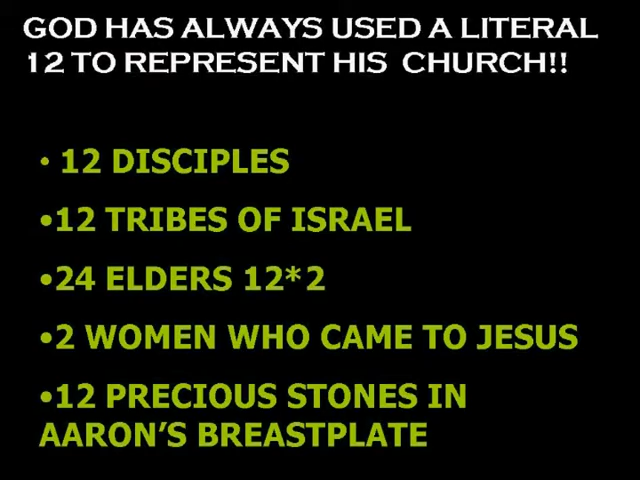 GOD HAS ALWAYS USED A LITERAL
12 TO REPRESENT HIS CHURCH!!
• 12 DISCIPLES
•12 TRIBES OF ISRAEL
•24 ELDERS 12*2
•2 WOMEN WHO CAME TO JESUS
•12 PRECIOUS STONES IN
AARON'S BREASTPLATE